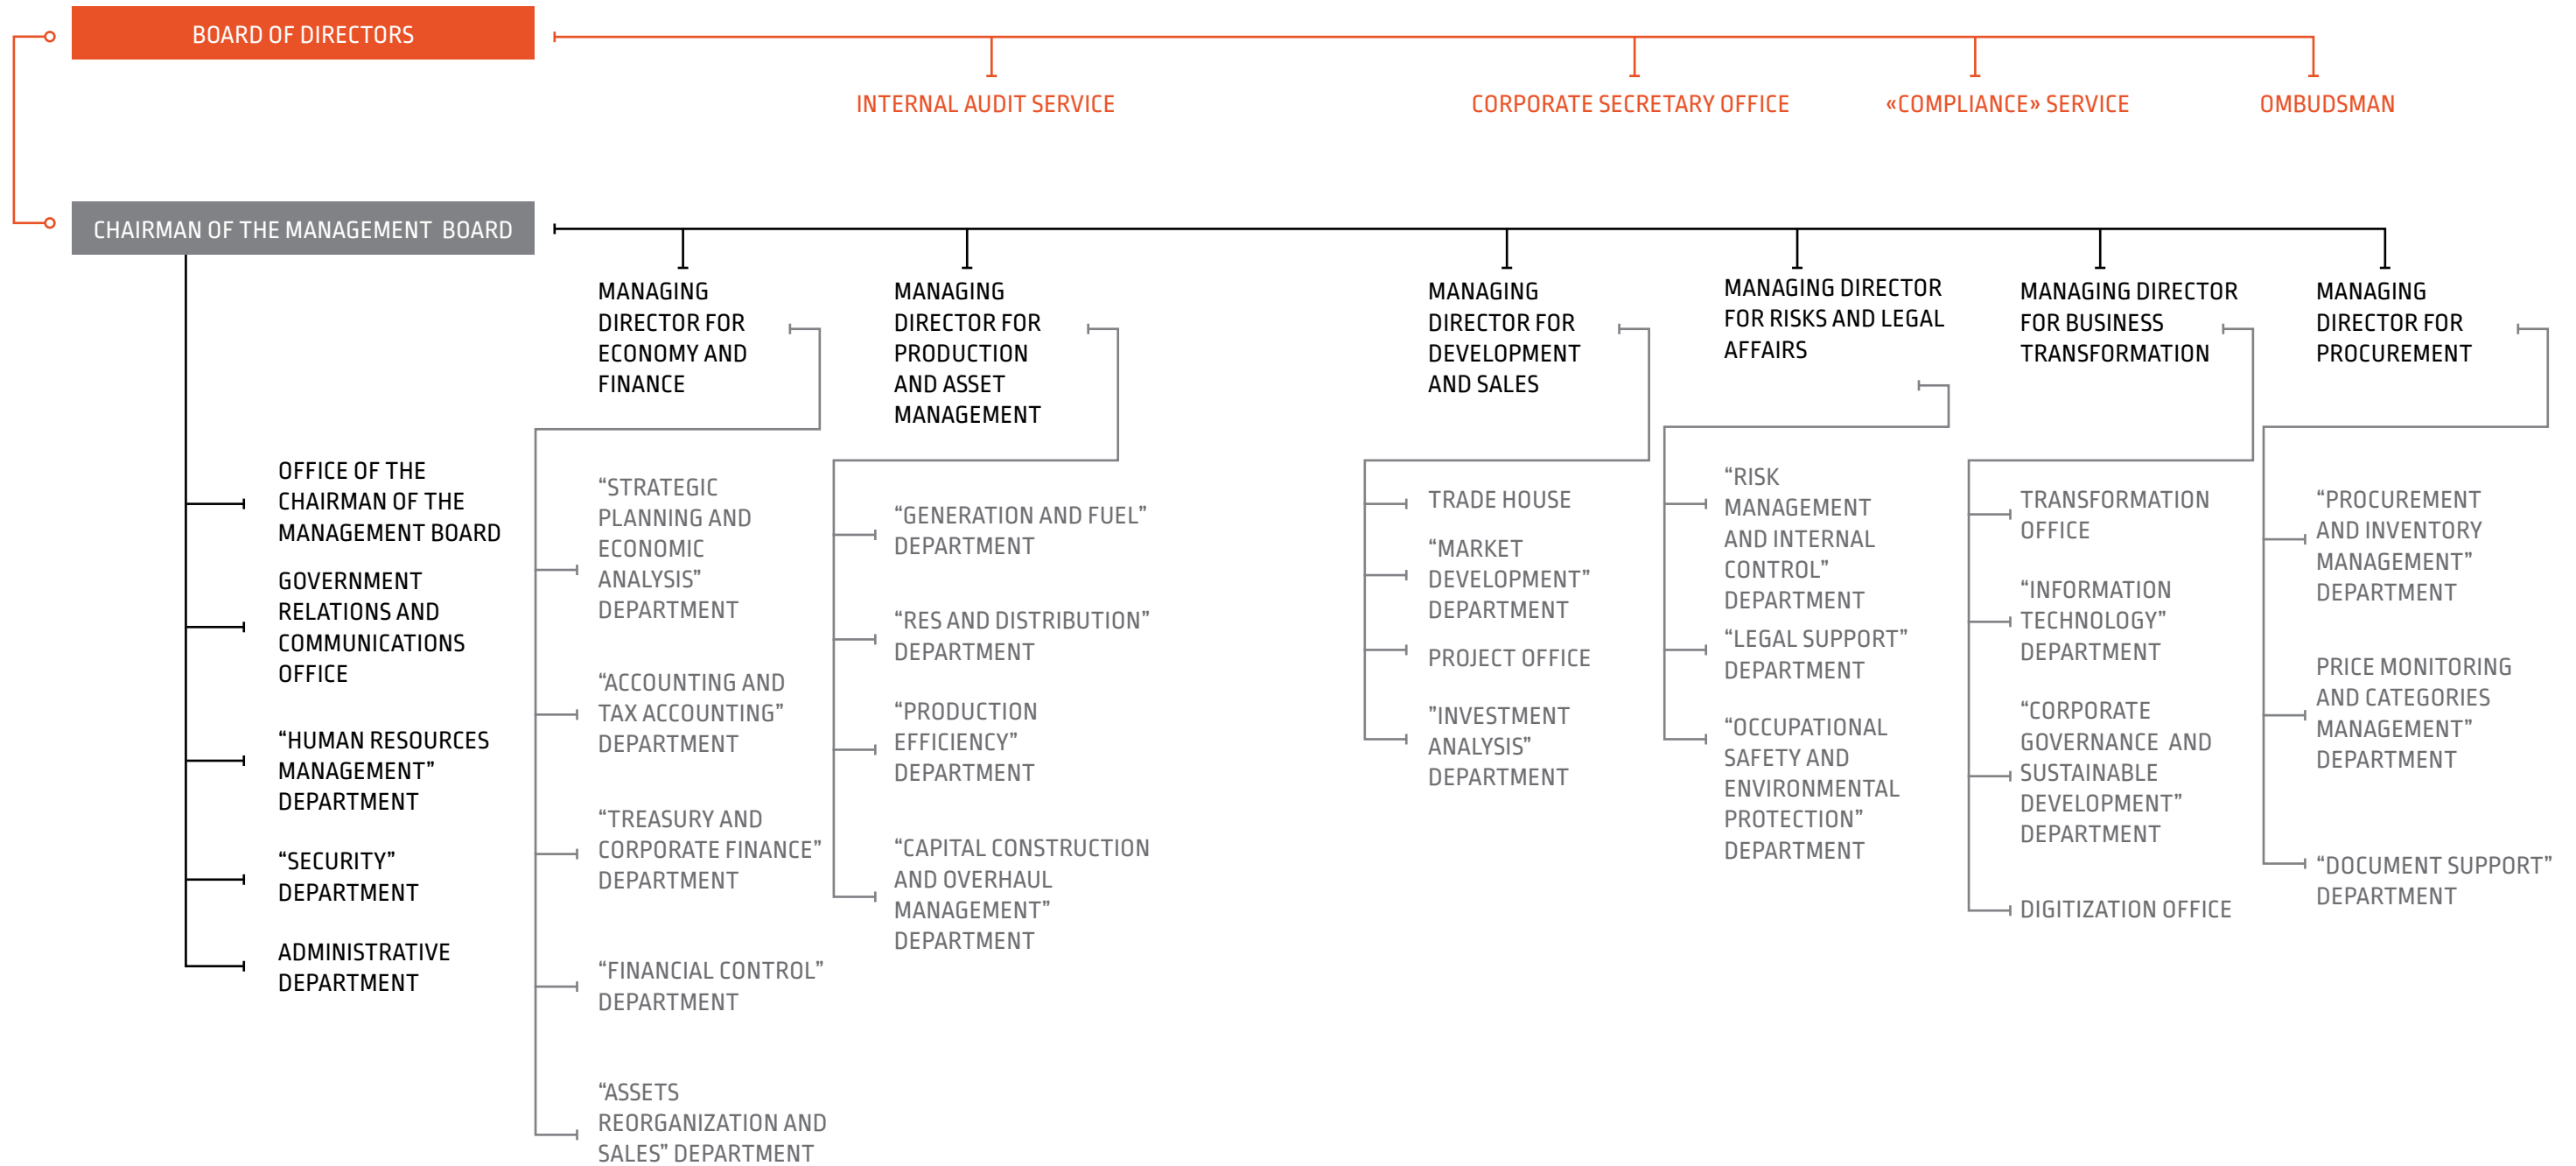 BOARD OF DIRECTORS
INTERNAL AUDIT SERVICE
CORPORATE SECRETARY OFFICE
«COMPLIANCE» SERVICE
OMBUDSMAN
CHAIRMAN OF THE MANAGEMENT BOARD
OFFICE OF THE
CHAIRMAN OF THE
MANAGEMENT BOARD
GOVERNMENT
RELATIONS AND
COMMUNICATIONS
OFFICE
“HUMAN RESOURCES
MANAGEMENT”
DEPARTMENT
“SECURITY”
DEPARTMENT
ADMINISTRATIVE
DEPARTMENT
MANAGING
DIRECTOR FOR
ECONOMY AND
FINANCE
“STRATEGIC
PLANNING AND
ECONOMIC
ANALYSIS”
DEPARTMENT
“ACCOUNTING AND
TAX ACCOUNTING”
DEPARTMENT
“TREASURY AND
CORPORATE FINANCE”
DEPARTMENT
“FINANCIAL CONTROL”
DEPARTMENT
“ASSETS
REORGANIZATION AND
SALES” DEPARTMENT
MANAGING
DIRECTOR FOR
PRODUCTION
AND ASSET
MANAGEMENT
“GENERATION AND FUEL”
DEPARTMENT
“RES AND DISTRIBUTION”
DEPARTMENT
“PRODUCTION
EFFICIENCY”
DEPARTMENT
“CAPITAL CONSTRUCTION
AND OVERHAUL
MANAGEMENT”
DEPARTMENT
MANAGING
DIRECTOR FOR
DEVELOPMENT
AND SALES
TRADE HOUSE
“MARKET
DEVELOPMENT”
DEPARTMENT
PROJECT OFFICE
”INVESTMENT
ANALYSIS”
DEPARTMENT
MANAGING DIRECTOR
FOR RISKS AND LEGAL
AFFAIRS
“RISK
MANAGEMENT
AND INTERNAL
CONTROL”
DEPARTMENT
“LEGAL SUPPORT”
DEPARTMENT
“OCCUPATIONAL
SAFETY AND
ENVIRONMENTAL
PROTECTION”
DEPARTMENT
MANAGING DIRECTOR
FOR BUSINESS
TRANSFORMATION
TRANSFORMATION
OFFICE
“INFORMATION
TECHNOLOGY”
DEPARTMENT
“CORPORATE
GOVERNANCE AND
SUSTAINABLE
DEVELOPMENT”
DEPARTMENT
DIGITIZATION OFFICE
MANAGING
DIRECTOR FOR
PROCUREMENT
“PROCUREMENT
AND INVENTORY
MANAGEMENT”
DEPARTMENT
PRICE MONITORING
AND CATEGORIES
MANAGEMENT”
DEPARTMENT
“DOCUMENT SUPPORT”
DEPARTMENT